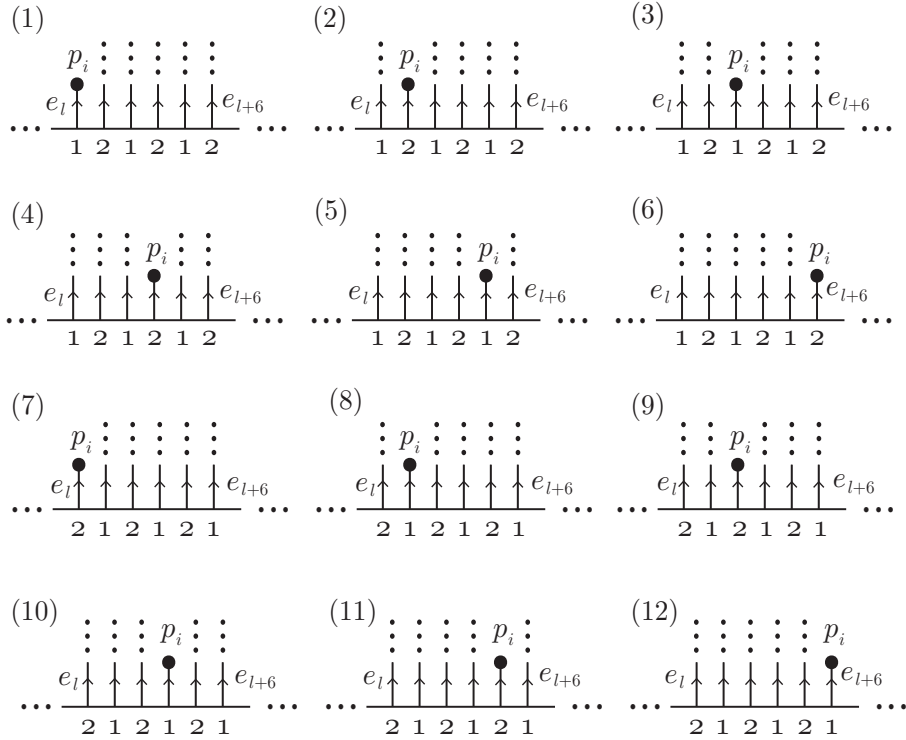 (1) (2) (3)
p_i p_i p_i
e_l e_{l+6} e_l e_{l+6} e_l e_{l+6}
... ... ... ... ... ...
1 2 1 2 1 2 1 2 1 2 1 2 1 2 1 2 1 2
(4) (5) (6)
p_i p_i p_i
e_l e_{l+6} e_l e_{l+6} e_l e_{l+6}
... ... ... ... ... ...
1 2 1 2 1 2 1 2 1 2 1 2 1 2 1 2 1 2
(7) (8) (9)
p_i p_i p_i
e_l e_{l+6} e_l e_{l+6} e_l e_{l+6}
... ... ... ... ... ...
2 1 2 1 2 1 2 1 2 1 2 1 2 1 2 1 2 1
(10) (11) (12)
p_i p_i p_i
e_l e_{l+6} e_l e_{l+6} e_l e_{l+6}
... ... ... ... ... ...
2 1 2 1 2 1 2 1 2 1 2 1 2 1 2 1 2 1